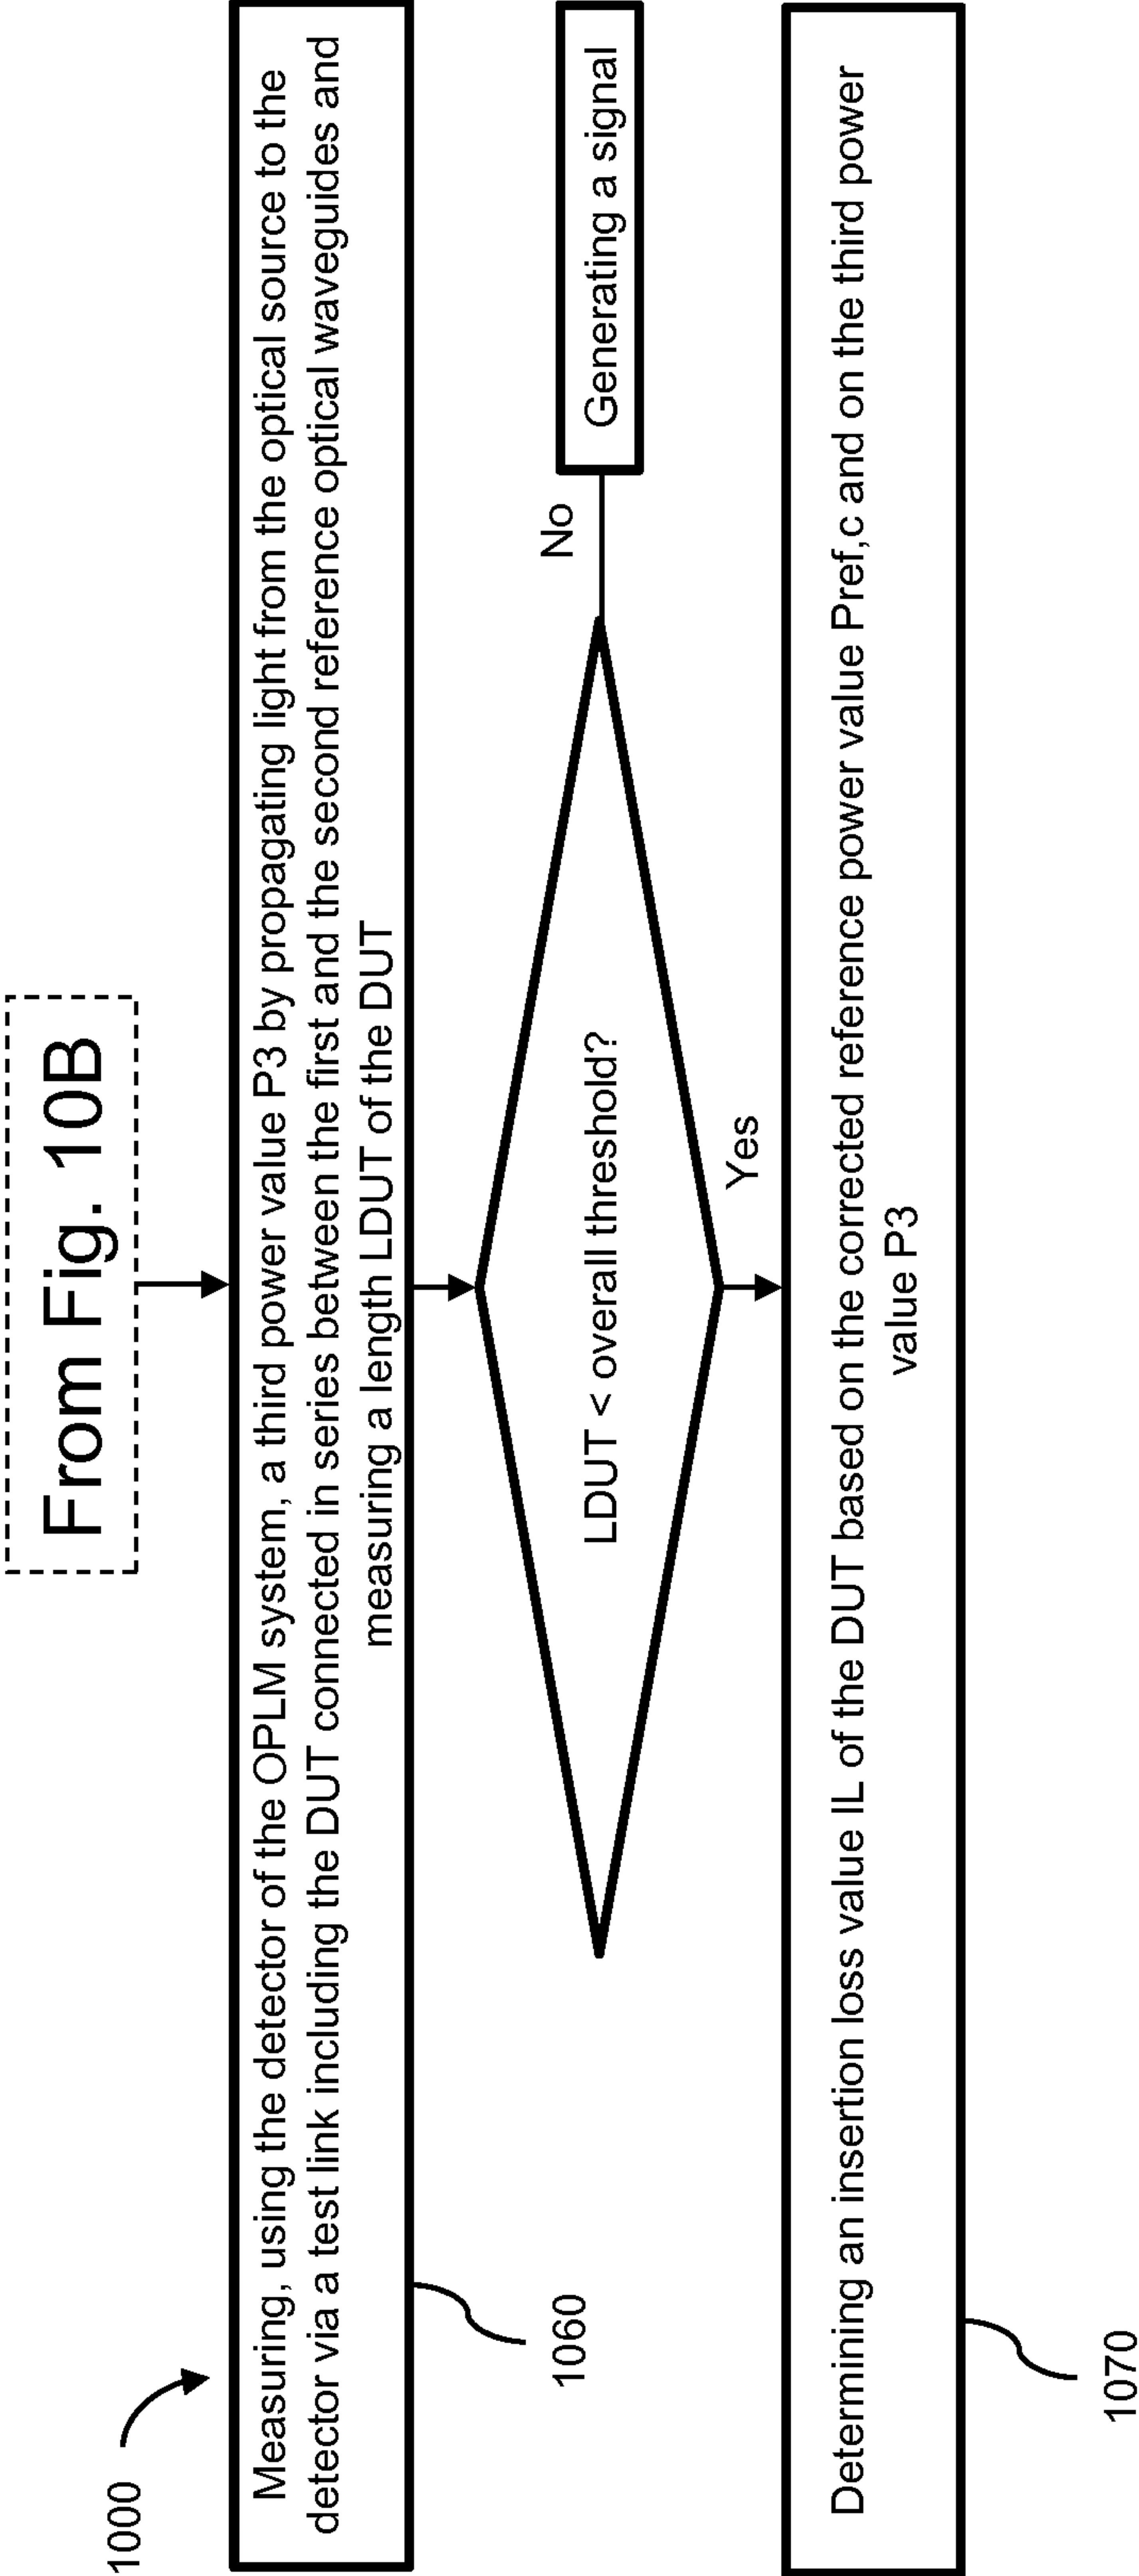 From Fig. 10B
1000
Measuring, using the detector of the OPLM system, a third power value P3 by propagating light from the optical source to the
detector via a test link including the DUT connected in series between the first and the second reference optical waveguides and
measuring a length LDUT of the DUT
1060
LDUT < overall threshold?
No
Generating a signal
Yes
Determining an insertion loss value IL of the DUT based on the corrected reference power value Pref,c and on the third power
value P3
1070